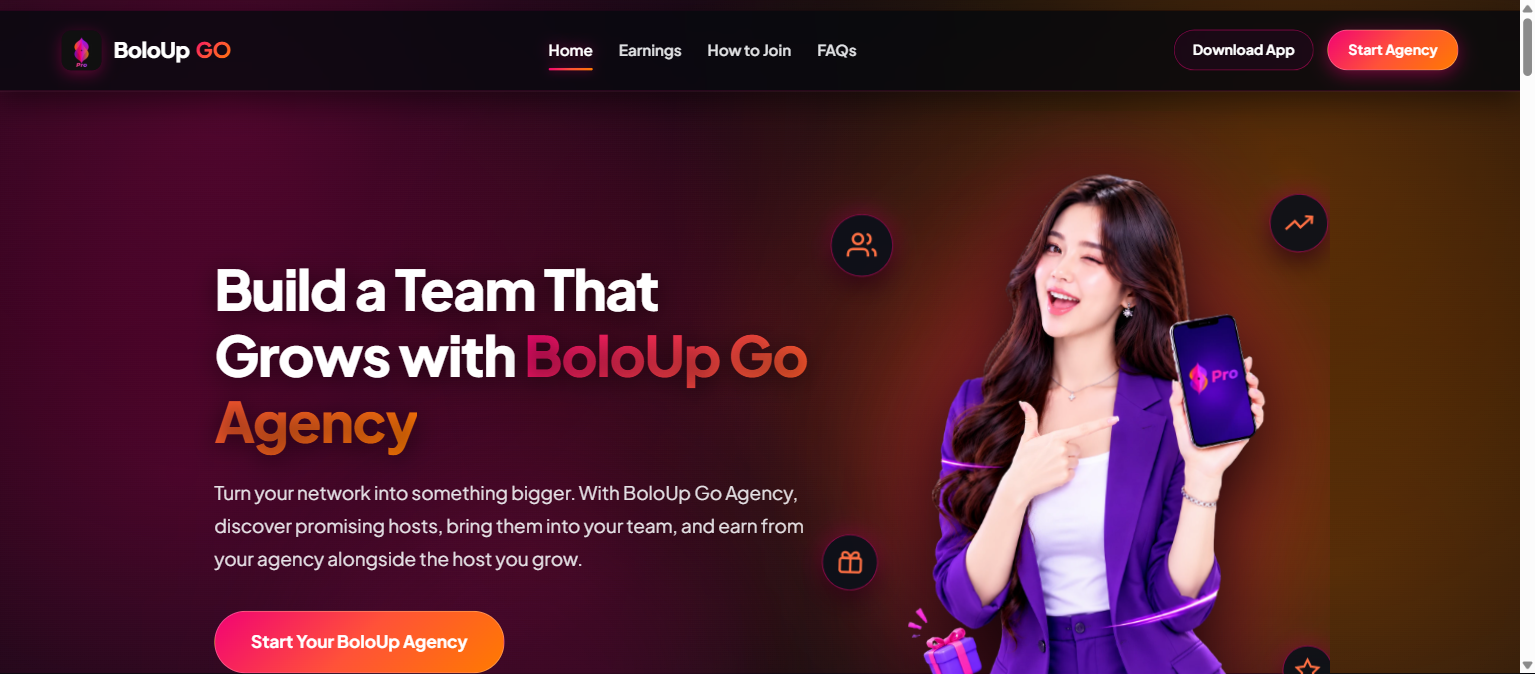 BoloUp GO
Home
Earnings
How to Join
FAQs
Download App
Start Agency
Build a Team That
Grows with BoloUp Go
Agency
Turn your network into something bigger. With BoloUp Go Agency,
discover promising hosts, bring them into your team, and earn from
your agency alongside the host you grow.
Start Your BoloUp Agency
Pro
Pro